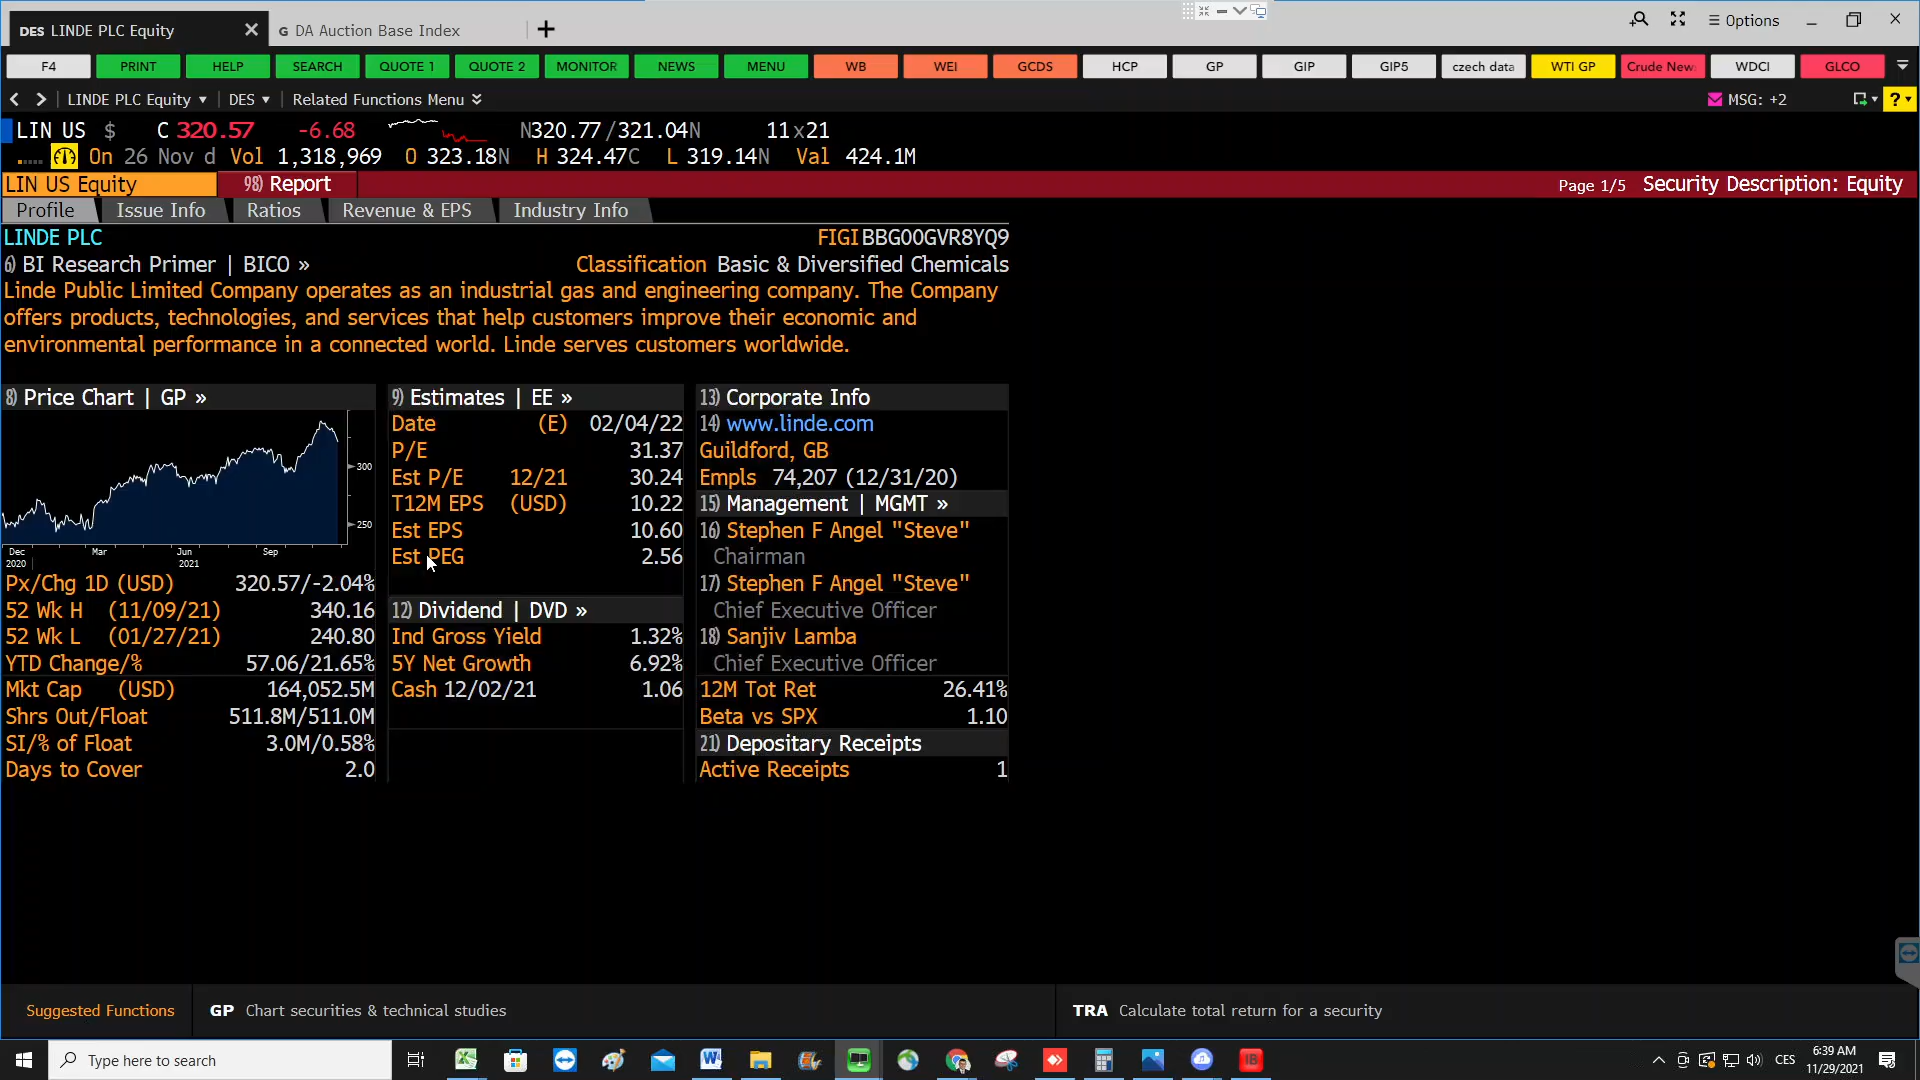 DES LINDE PLC Equity
G DA Auction Base Index
Options
F4 PRINT HELP SEARCH QUOTE 1 QUOTE 2 MONITOR NEWS MENU WB WEI GCDS HCP GP GIP GIP5 czech data WTI GP Crude New WDCI GLCO
LINDE PLC Equity DES Related Functions Menu MSG: +2 ?
LIN US $ C 320.57 -6.68 N320.77/321.04N 11x21
On 26 Nov d Vol 1,318,969 O 323.18N H 324.47C L 319.14N Val 424.1M
LIN US Equity 98) Report Page 1/5 Security Description: Equity
Profile Issue Info Ratios Revenue & EPS Industry Info
LINDE PLC FIGI BBG00GVR8YQ9
6) BI Research Primer | BICO » Classification Basic & Diversified Chemicals
Linde Public Limited Company operates as an industrial gas and engineering company. The Company
offers products, technologies, and services that help customers improve their economic and
environmental performance in a connected world. Linde serves customers worldwide.
8) Price Chart | GP »
300
250
Dec Mar Jun Sep
2020 2021
Px/Chg 1D (USD) 320.57/-2.04%
52 Wk H (11/09/21) 340.16
52 Wk L (01/27/21) 240.80
YTD Change/% 57.06/21.65%
Mkt Cap (USD) 164,052.5M
Shrs Out/Float 511.8M/511.0M
SI/% of Float 3.0M/0.58%
Days to Cover 2.0
9) Estimates | EE »
Date (E) 02/04/22
P/E 31.37
Est P/E 12/21 30.24
T12M EPS (USD) 10.22
Est EPS 10.60
Est PEG 2.56
12) Dividend | DVD »
Ind Gross Yield 1.32%
5Y Net Growth 6.92%
Cash 12/02/21 1.06
13) Corporate Info
14) www.linde.com
Guildford, GB
Empls 74,207 (12/31/20)
15) Management | MGMT »
16) Stephen F Angel "Steve"
Chairman
17) Stephen F Angel "Steve"
Chief Executive Officer
18) Sanjiv Lamba
Chief Executive Officer
12M Tot Ret 26.41%
Beta vs SPX 1.10
21) Depositary Receipts
Active Receipts 1
Suggested Functions GP Chart securities & technical studies TRA Calculate total return for a security
Type here to search
CES
6:39 AM
11/29/2021